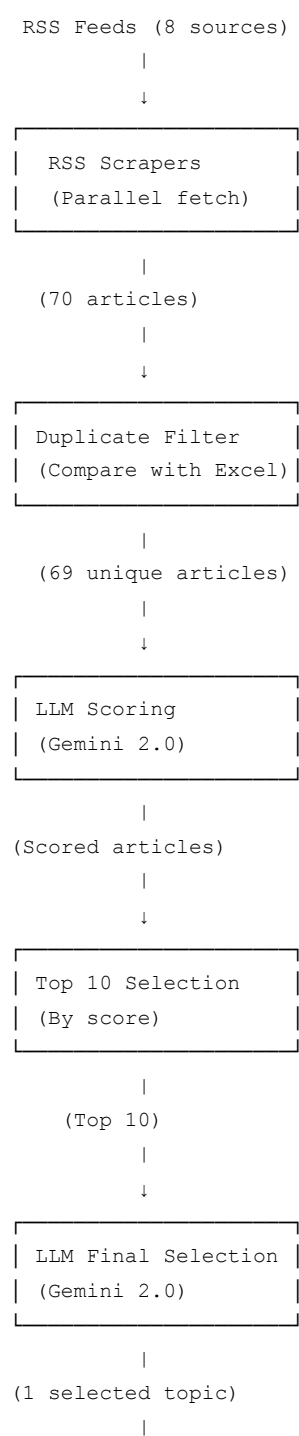 RSS Feeds (8 sources)
|
↓
RSS Scrapers
(Parallel fetch)
|
(70 articles)
|
↓
Duplicate Filter
(Compare with Excel)
|
(69 unique articles)
|
↓
LLM Scoring
(Gemini 2.0)
|
(Scored articles)
|
↓
Top 10 Selection
(By score)
|
(Top 10)
|
↓
LLM Final Selection
(Gemini 2.0)
|
(1 selected topic)
|